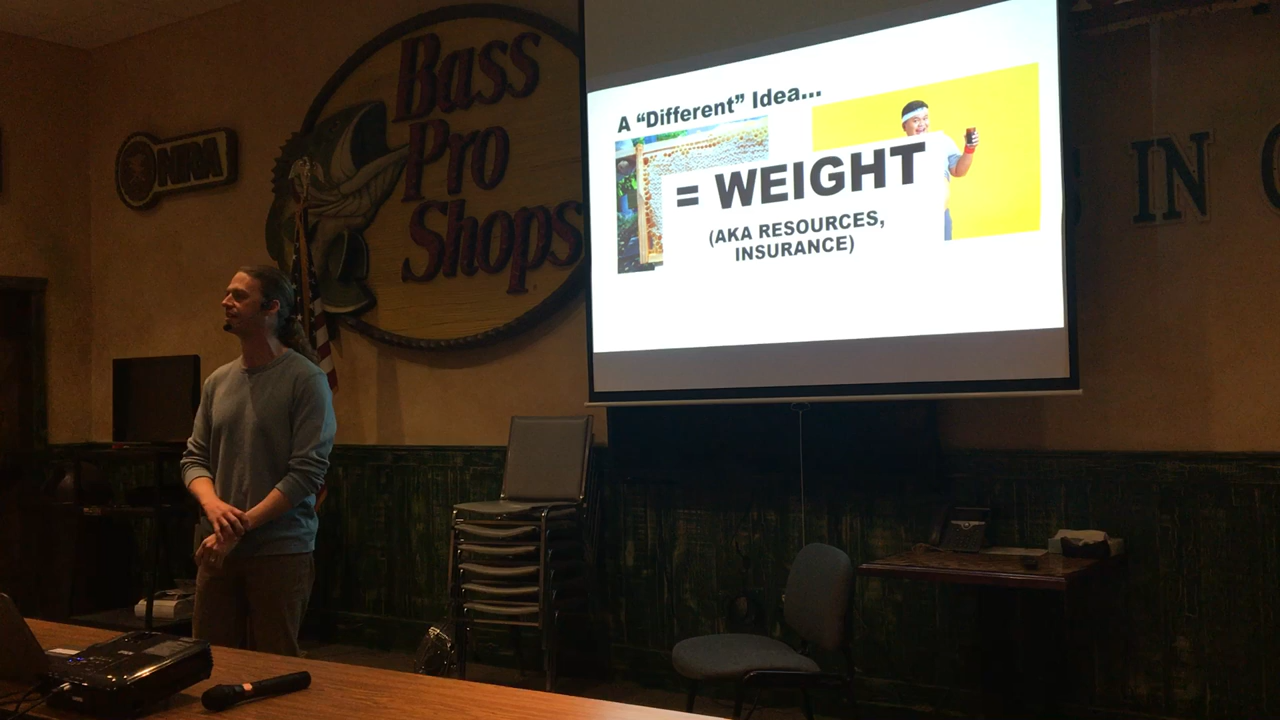 NRA
Bass
Pro
Shops
A “Different” Idea...
= WEIGHT
(AKA RESOURCES,
INSURANCE)
IN